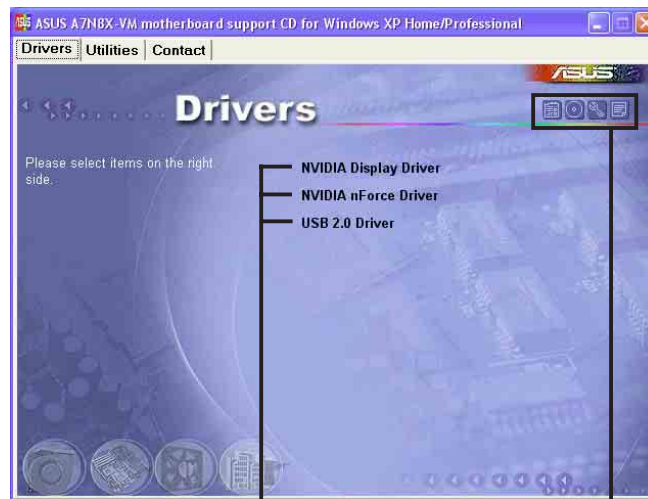 ASUS A7N8X-VM motherboard support CD for Windows XP Home/Professional
Drivers Utilities Contact
ASUS
Drivers
Please select items on the right
side.
NVIDIA Display Driver
NVIDIA nForce Driver
USB 2.0 Driver